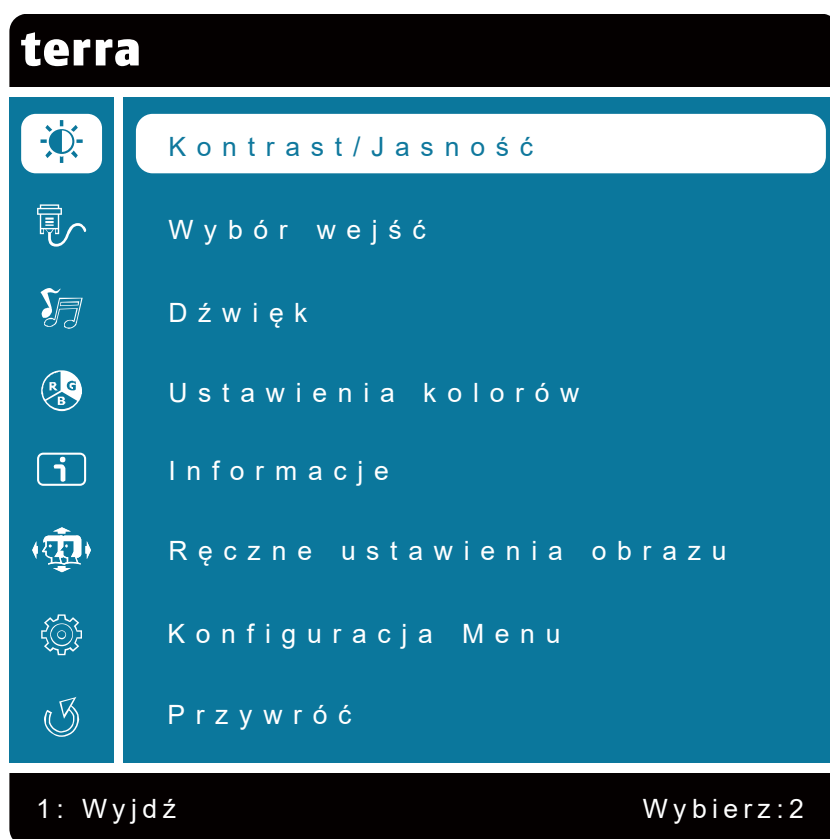 terra
Kontrast/Jasność
Wybór wejść
Dźwięk
R G
B
Ustawienia kolorów
i
Informacje
Ręczne ustawienia obrazu
Konfiguracja Menu
Przywróć
1: Wyjdź Wybierz:2